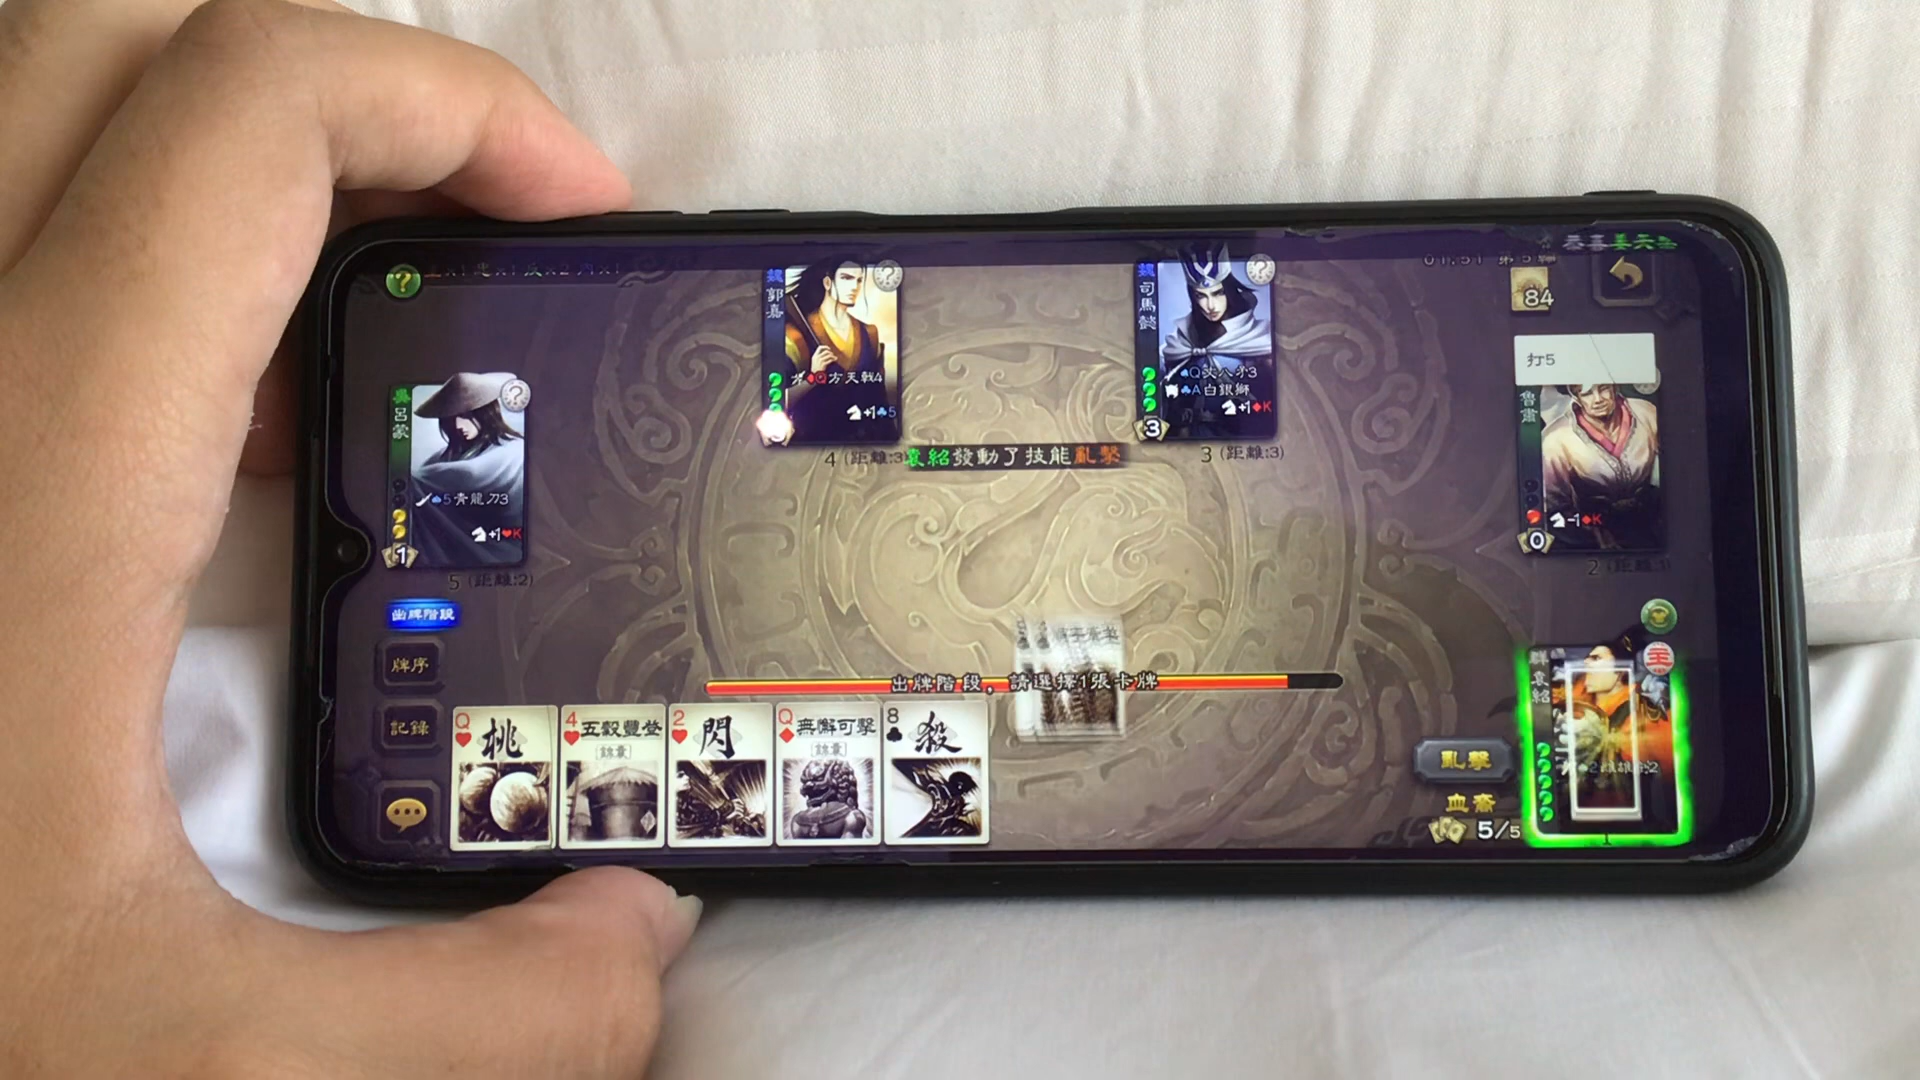 84
打5
魏
郭嘉
Q方天戟4
+1 5
4 (距離:3
魏
司馬懿
Q丈八矛3
A白銀獅
+1 K
3
3 (距離:3)
袁紹發動了技能亂擊
吳
呂蒙
5青龍刀3
+1 K
1
5 (距離:2)
魯肅
-1 K
0
2
出牌階段
牌序
記錄
出牌階段，請選擇1張卡牌
Q 桃
4 五穀豐登
[錦囊]
2 閃
Q 無懈可擊
[錦囊]
8 殺
亂擊
血裔
5/5
群
袁紹
主